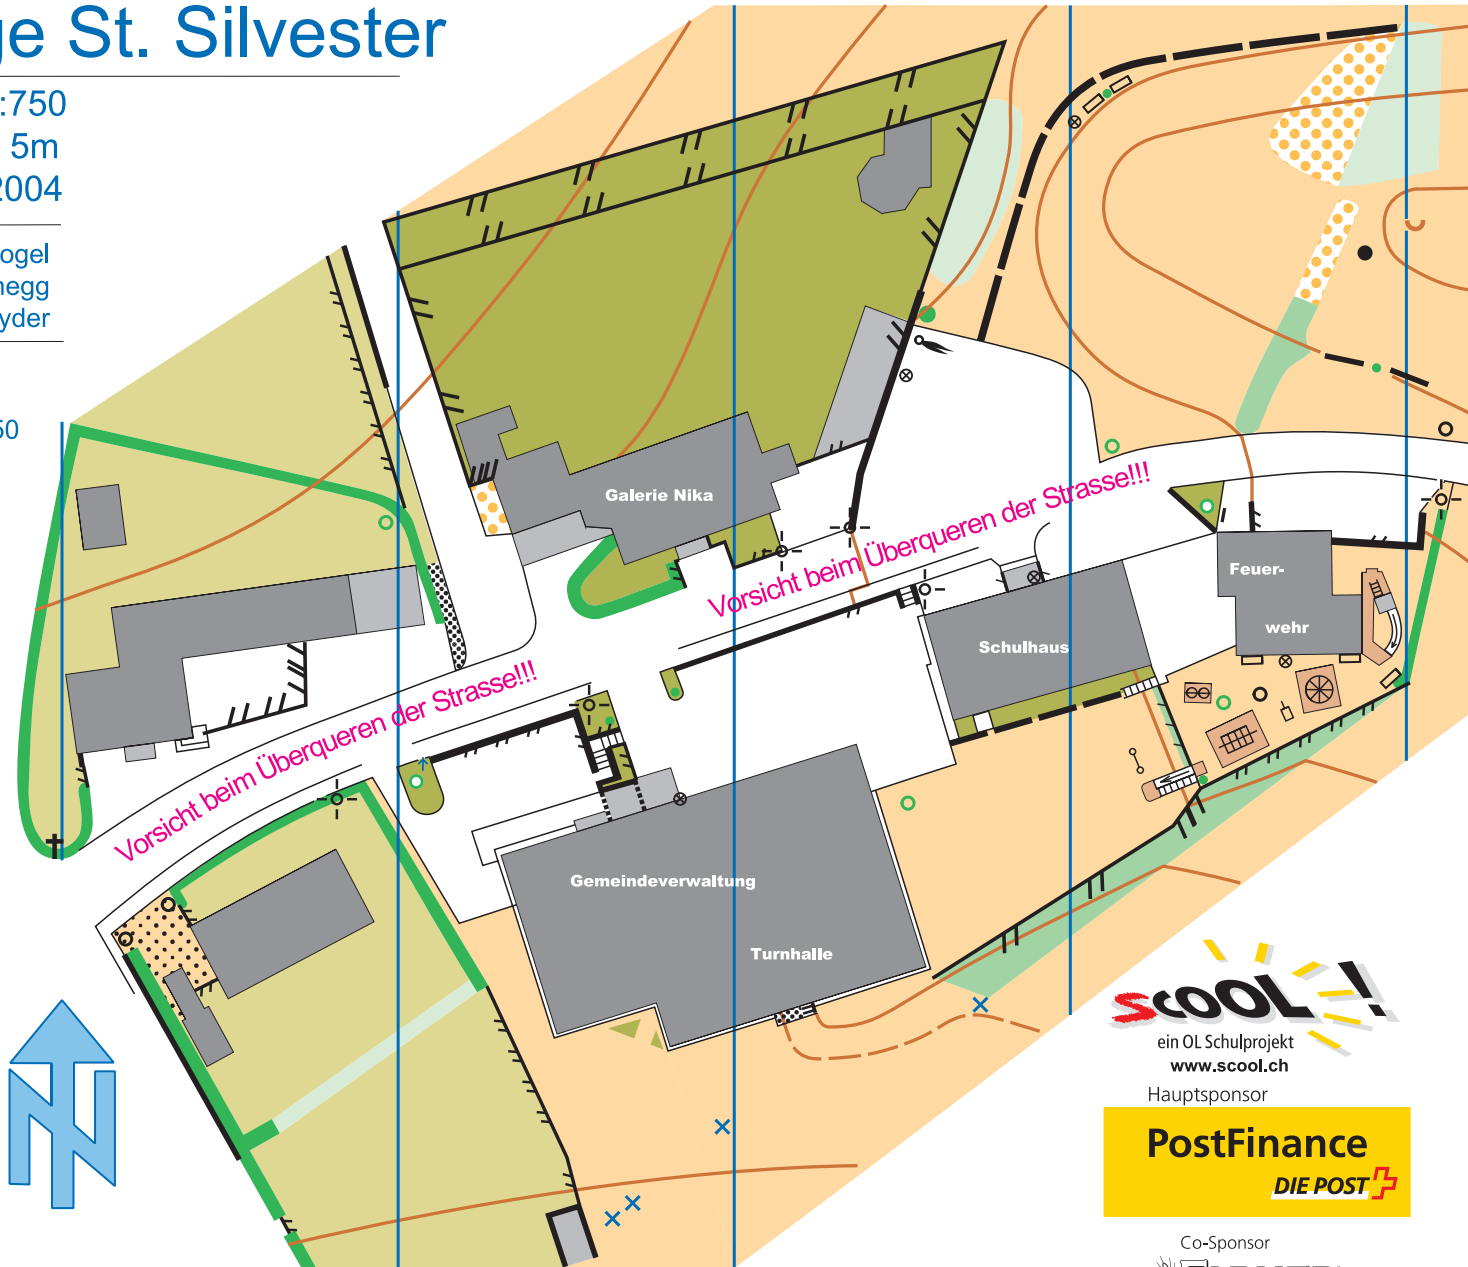 ge St. Silvester
:750
5m
2004
ogel
negg
yder
50
Galerie Nika
Vorsicht beim Überqueren der Strasse!!!
Feuer-
wehr
Schulhaus
Vorsicht beim Überqueren der Strasse!!!
Gemeindeverwaltung
Turnhalle
N
scool!
ein OL Schulprojekt
www.scool.ch
Hauptsponsor
PostFinance
DIE POST
Co-Sponsor